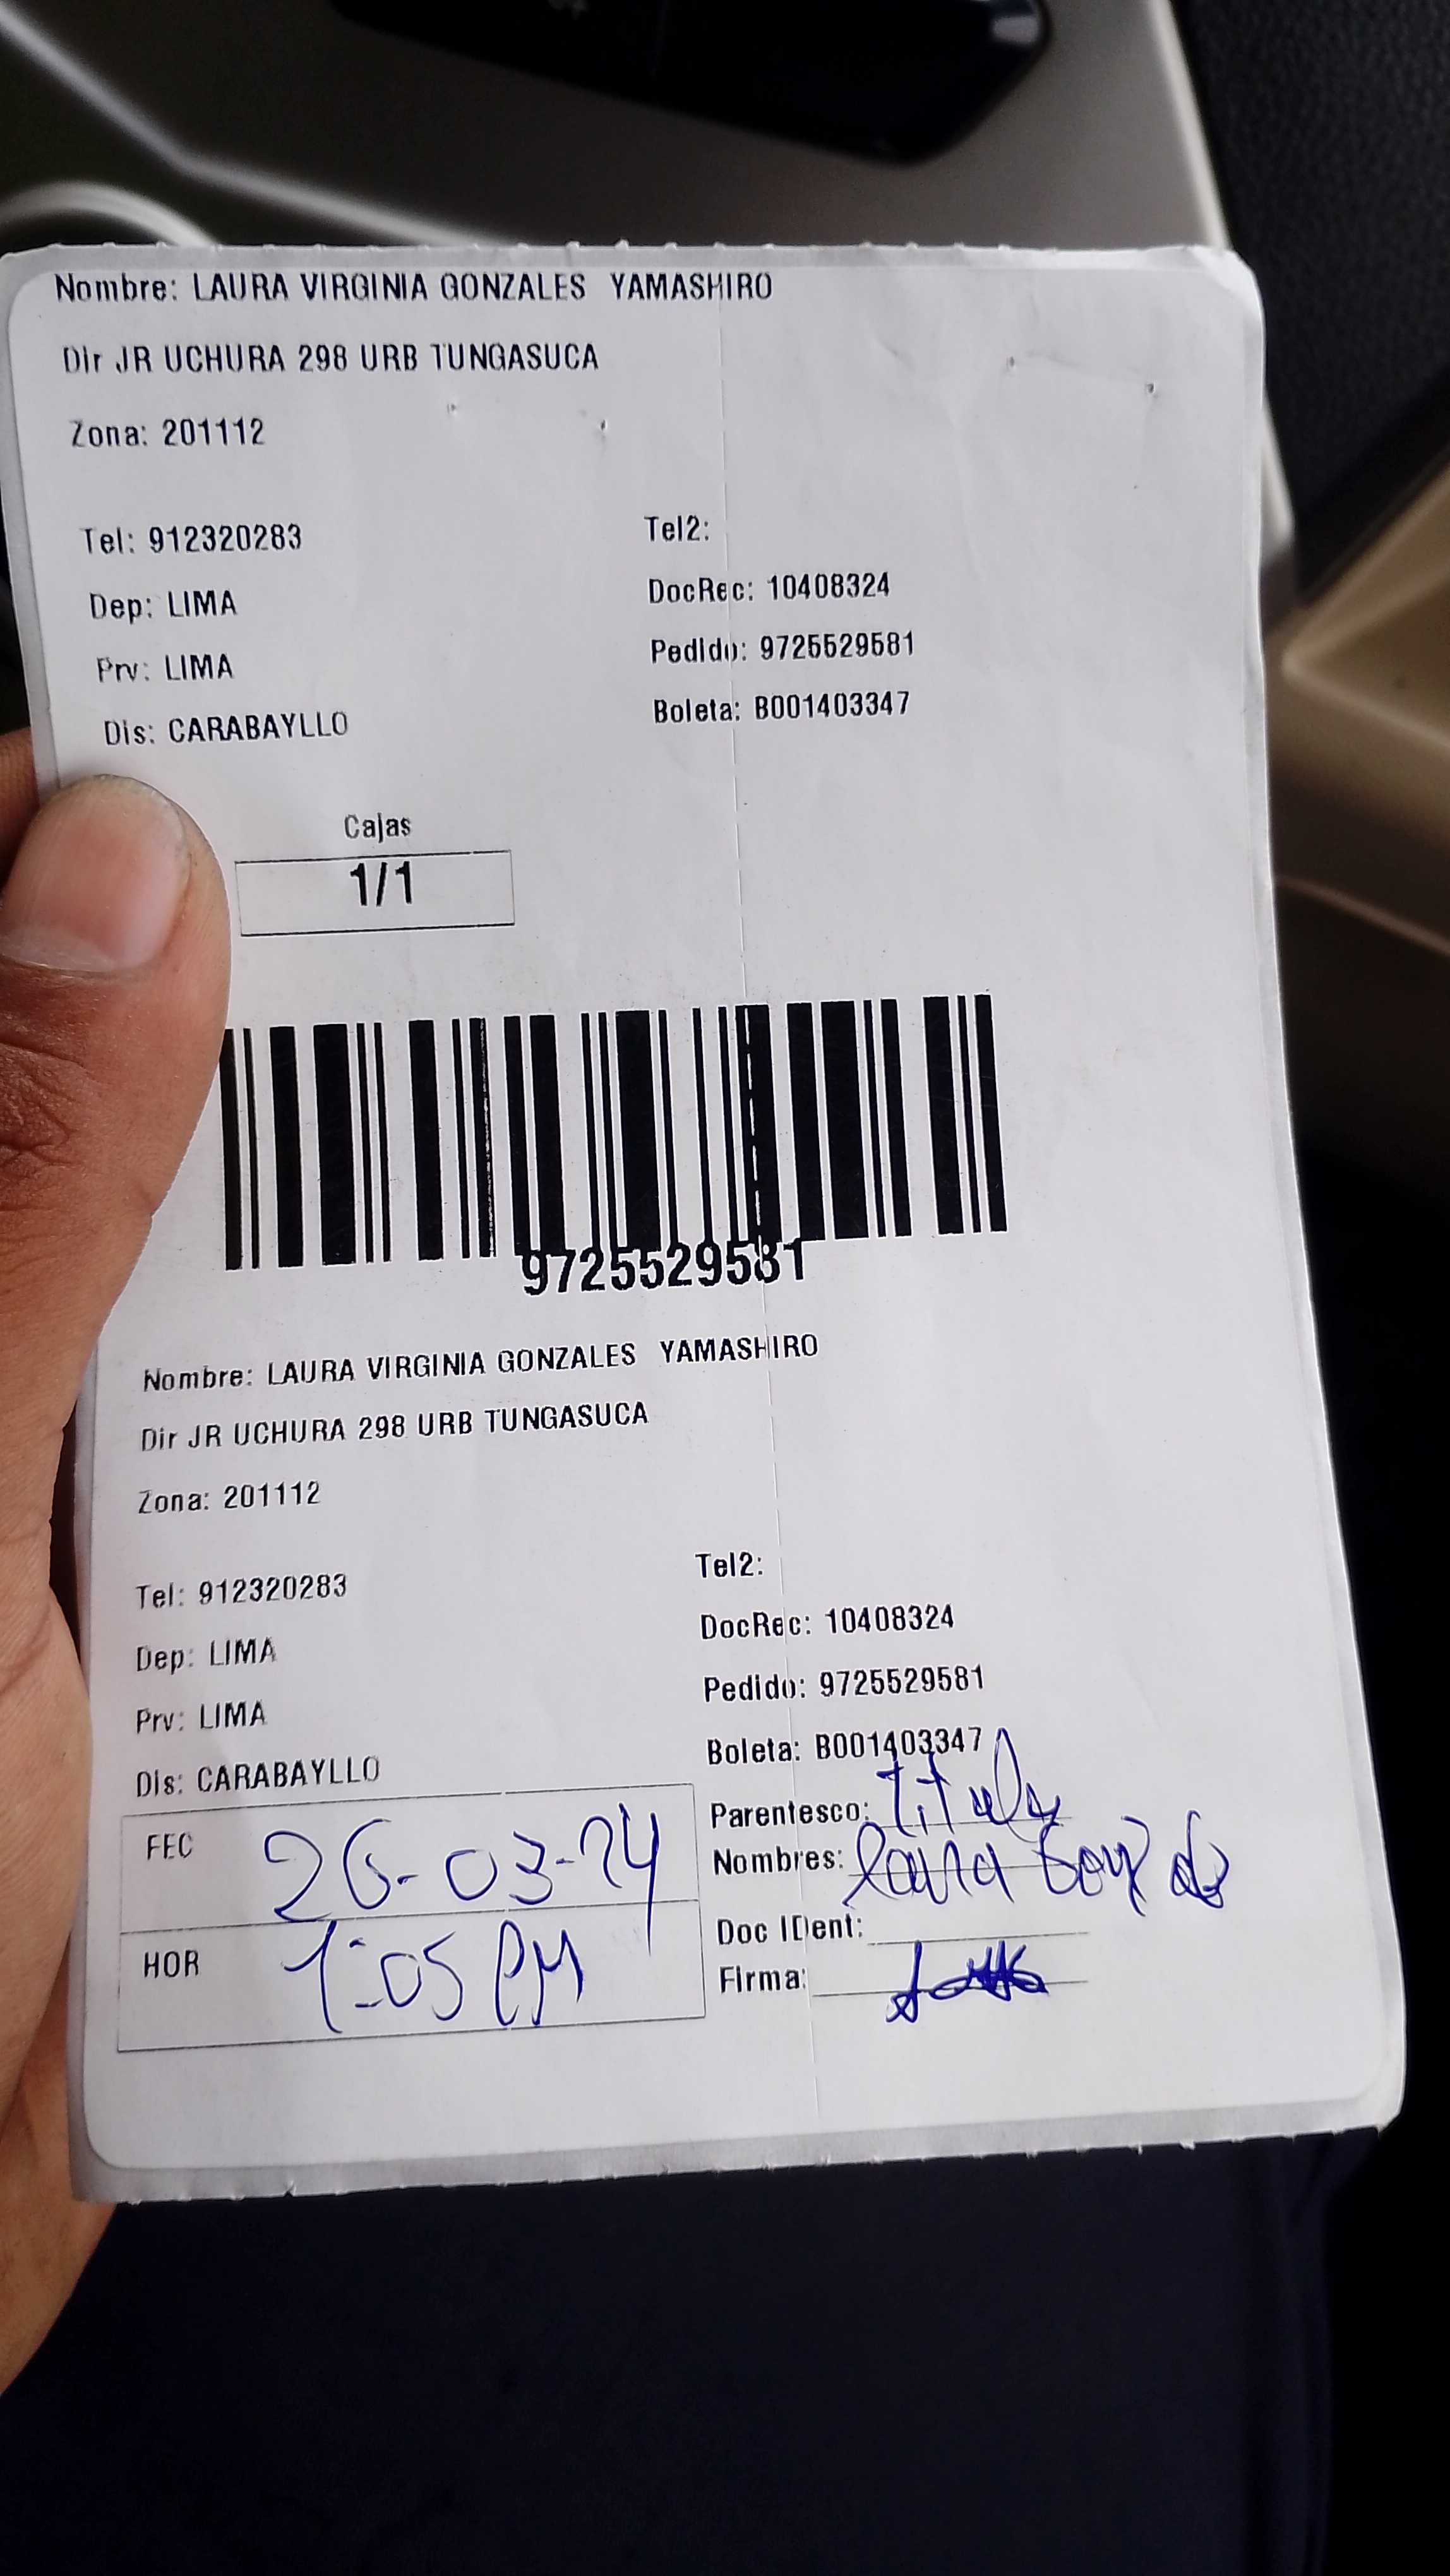 Nombre: LAURA VIRGINIA GONZALES YAMASHIRO
Dir JR UCHURA 298 URB TUNGASUCA
Zona: 201112
Tel: 912320283
Tel2:
Dep: LIMA
DocRec: 10408324
Prv: LIMA
Pedido: 9725529581
Dis: CARABAYLLO
Boleta: B001403347
Cajas
1/1
9725529581
Nombre: LAURA VIRGINIA GONZALES YAMASHIRO
Dir JR UCHURA 298 URB TUNGASUCA
Zona: 201112
Tel: 912320283
Tel2:
Dep: LIMA
DocRec: 10408324
Prv: LIMA
Pedido: 9725529581
Dis: CARABAYLLO
Boleta: B001403347
FEC 26-03-24
HOR 1:05 PM
Parentesco: Titular
Nombres: Laura
Doc IDent:
Firma: